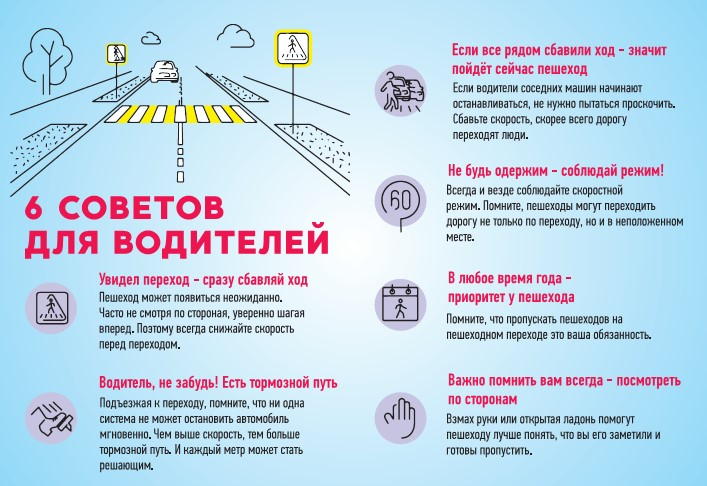 6 СОВЕТОВ
ДЛЯ ВОДИТЕЛЕЙ
Увидел переход - сразу сбавляй ход
Пешеход может появиться неожиданно.
Часто не смотря по стороная, уверенно шагая
вперед. Поэтому всегда снижайте скорость
перед переходом.
Водитель, не забудь! Есть тормозной путь
Подъезжая к переходу, помните, что ни одна
система не может остановить автомобиль
мгновенно. Чем выше скорость, тем больше
тормозной путь. И каждый метр может стать
решающим.
Если все рядом сбавили ход - значит
пойдёт сейчас пешеход
Если водители соседних машин начинают
останавливаться, не нужно пытаться проскочить.
Сбавьте скорость, скорее всего дорогу
переходят люди.
60
Не будь одержим - соблюдай режим!
Всегда и везде соблюдайте скоростной
режим. Помните, пешеходы могут переходить
дорогу не только по переходу, но и в неположенном
месте.
В любое время года -
приоритет у пешехода
Помните, что пропускать пешеходов на
пешеходном переходе это ваша обязанность.
Важно помнить вам всегда - посмотреть
по сторонам
Взмах руки или открытая ладонь помогут
пешеходу лучше понять, что вы его заметили и
готовы пропустить.